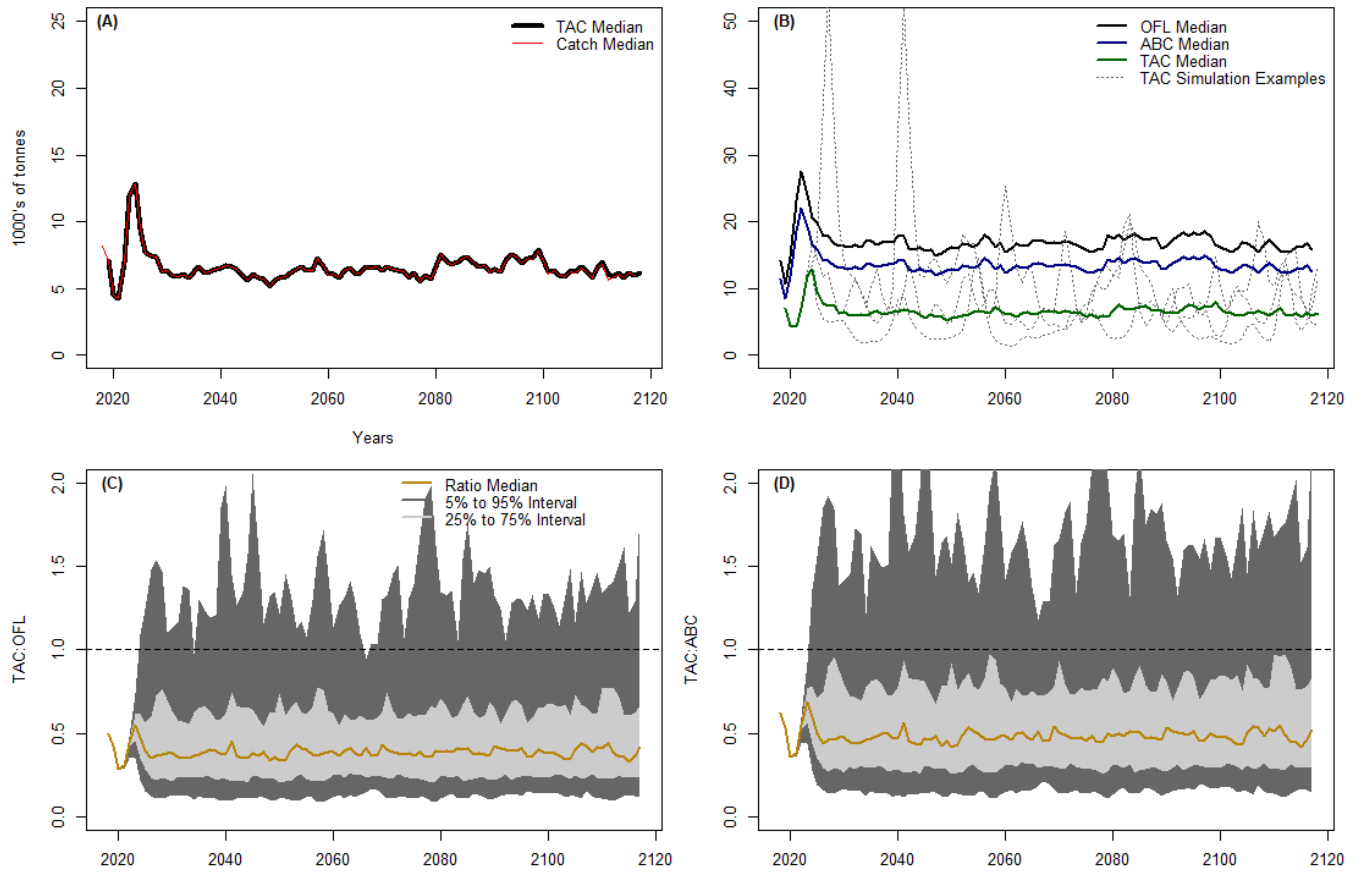 (A)
TAC Median
Catch Median
25
20
15
10
5
0
1000's of tonnes
2020 2040 2060 2080 2100 2120
Years
(B)
OFL Median
ABC Median
TAC Median
TAC Simulation Examples
50
40
30
20
10
0
2020 2040 2060 2080 2100 2120
(C)
Ratio Median
5% to 95% Interval
25% to 75% Interval
2.0
1.5
1.0
0.5
0.0
TAC:OFL
2020 2040 2060 2080 2100 2120
(D)
2.0
1.5
1.0
0.5
0.0
TAC:ABC
2020 2040 2060 2080 2100 2120